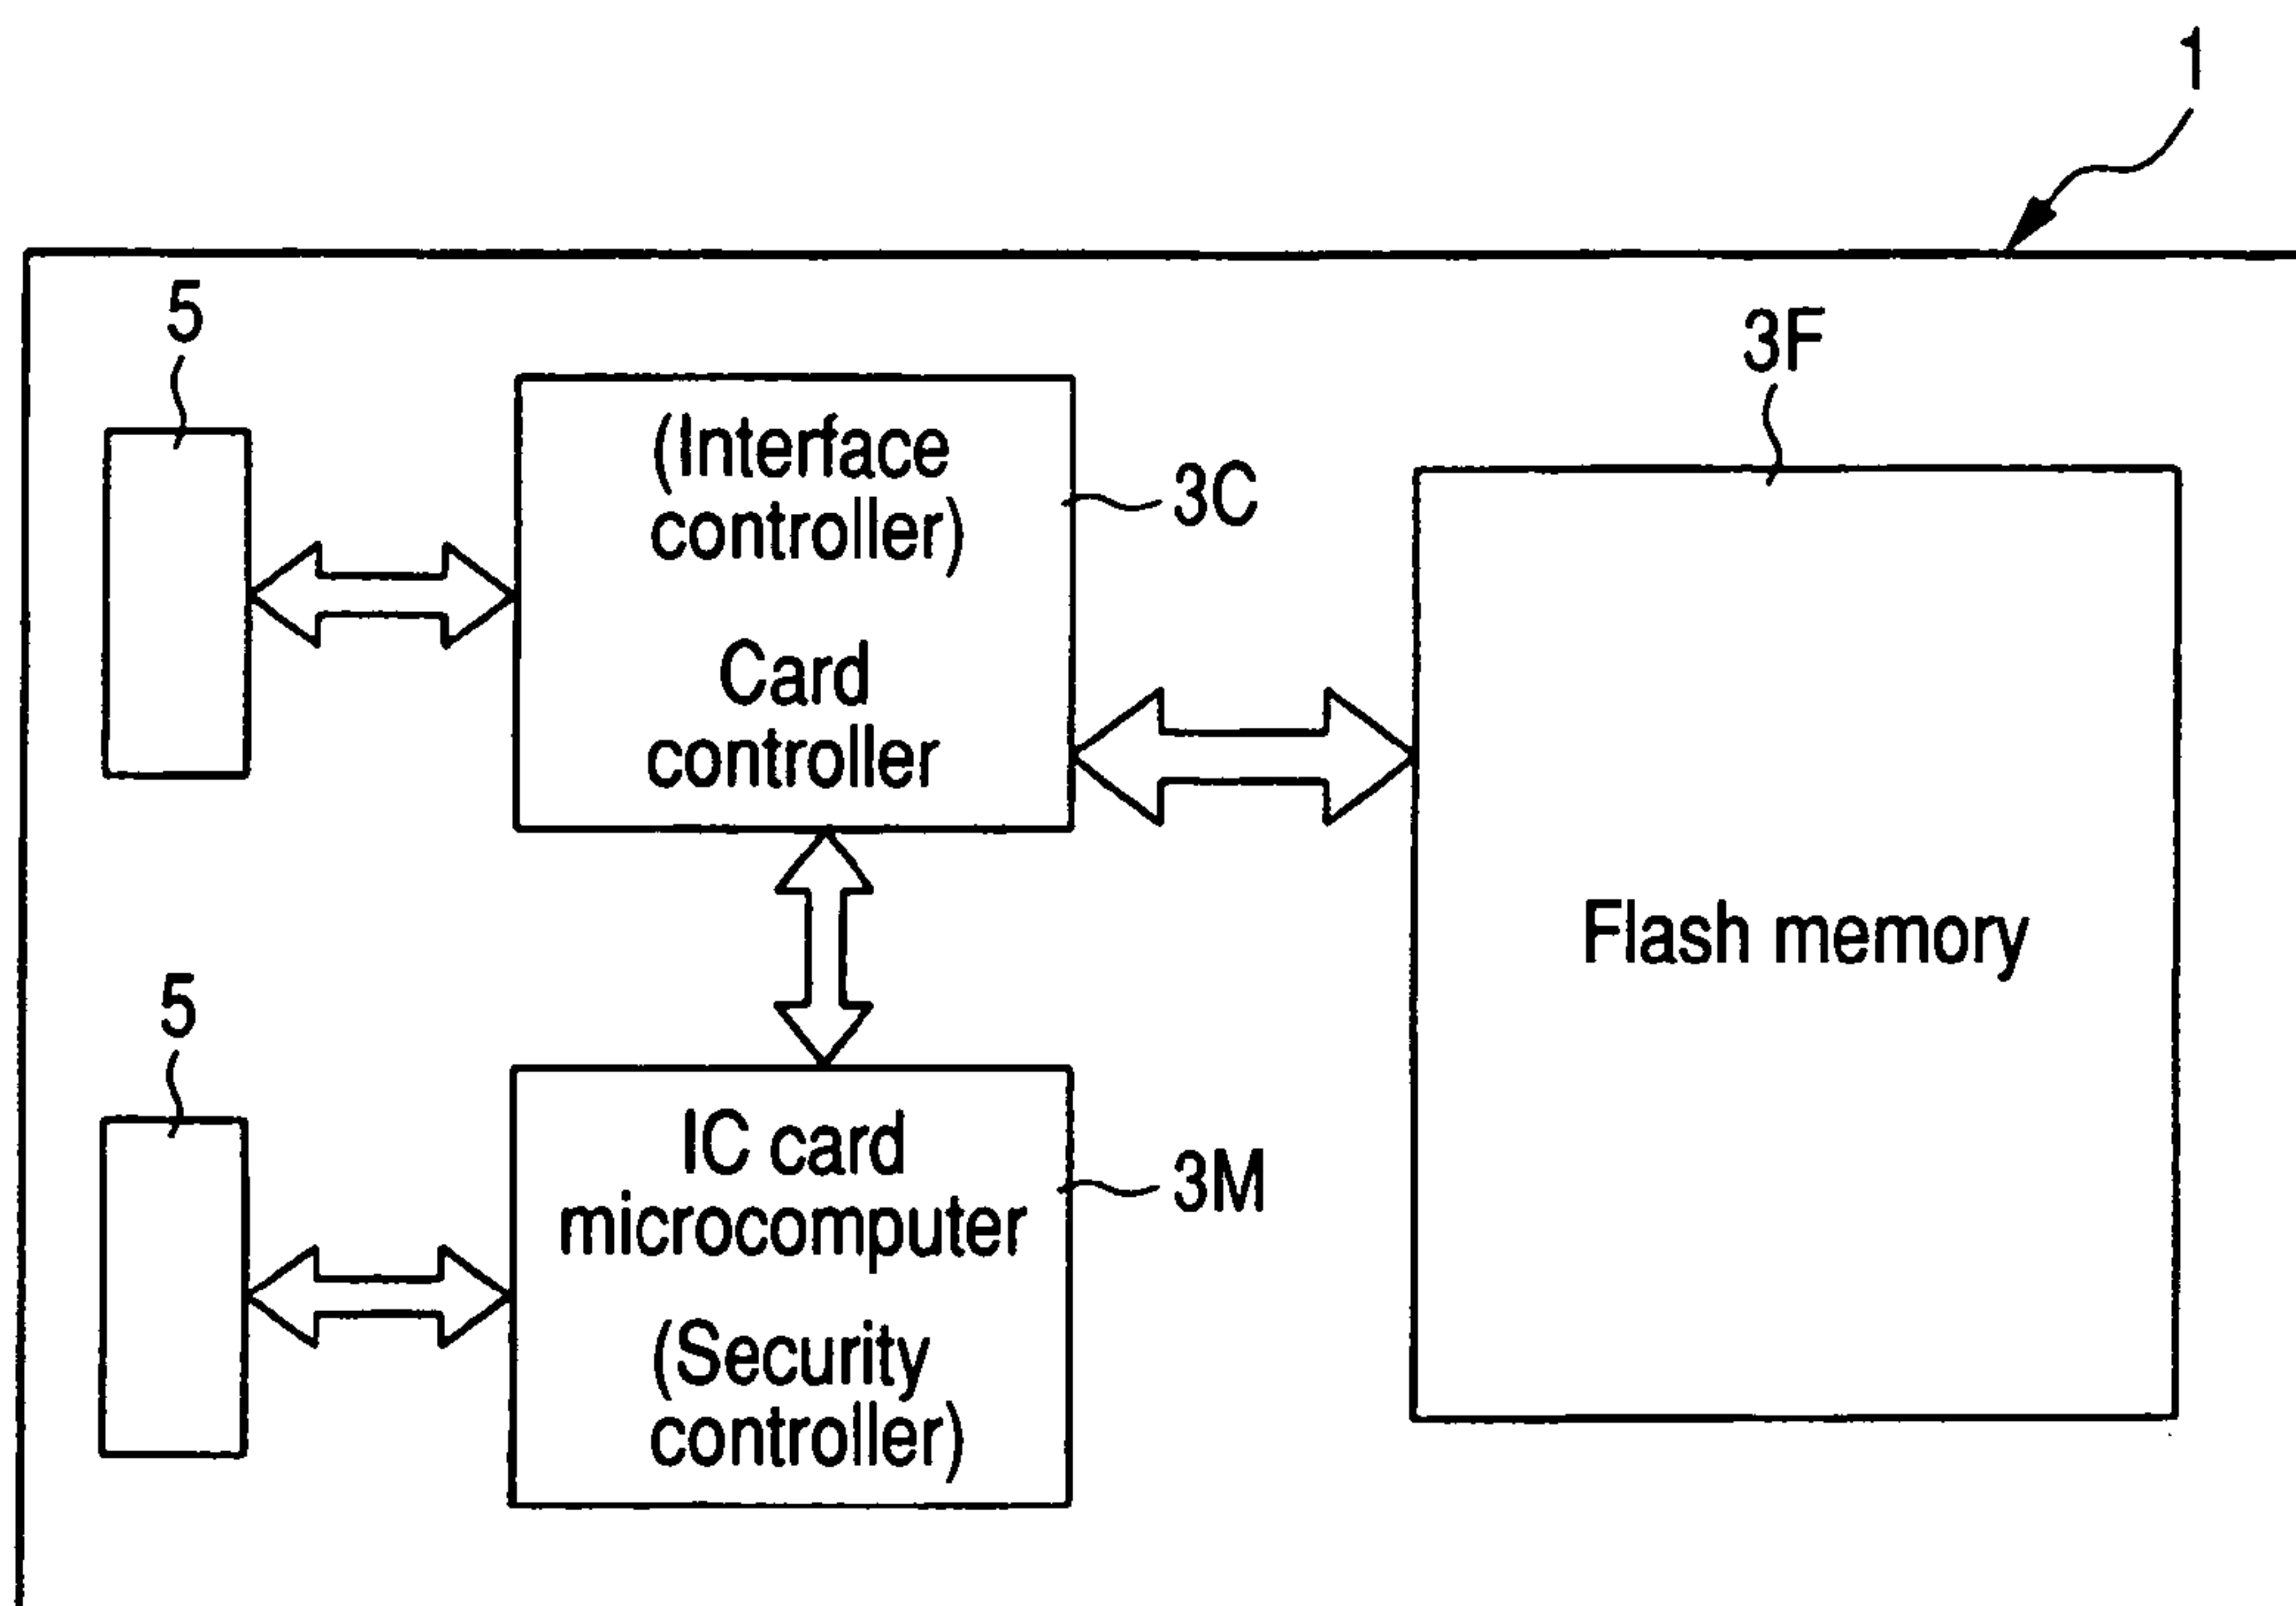 1
5
3F
(Interface
controller)
3C
Card
controller
Flash memory
5
IC card
microcomputer
3M
(Security
controller)